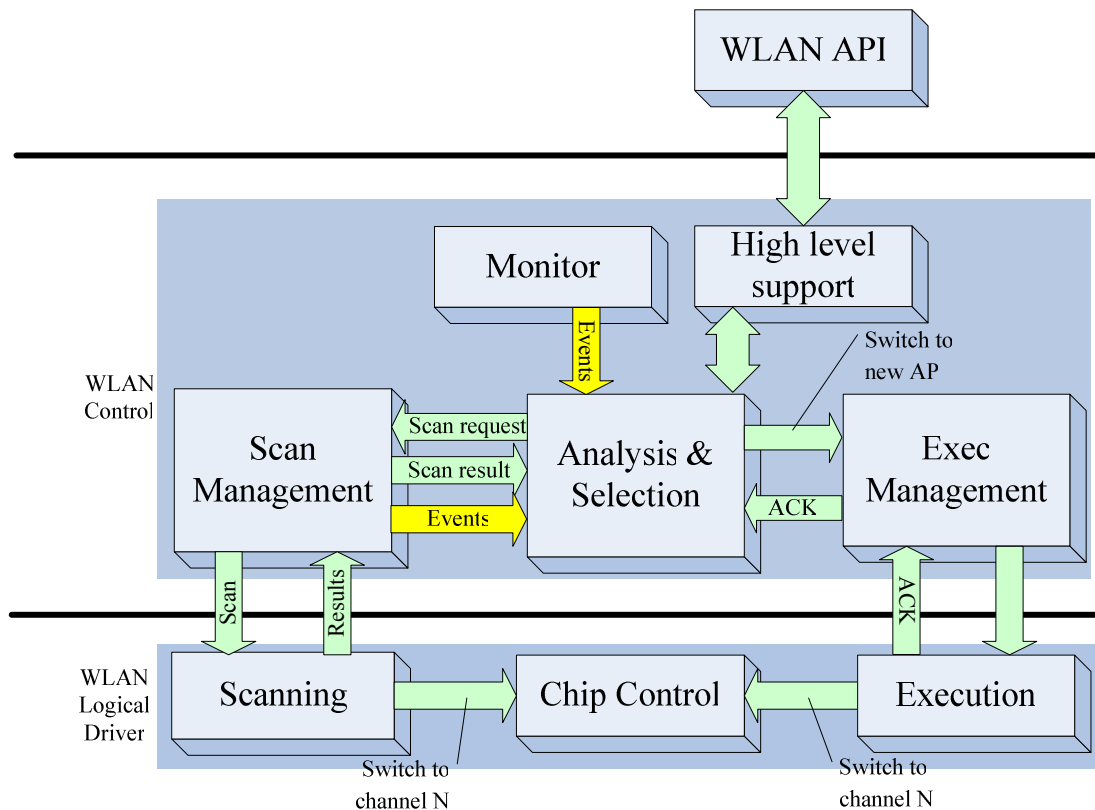 WLAN API
Monitor
High level
support
Events
Switch to
new AP
WLAN
Control
Scan
Management
Scan request
Scan result
Events
Analysis &
Selection
ACK
Exec
Management
Scan
Results
ACK
WLAN
Logical
Driver
Scanning
Chip Control
Execution
Switch to
channel N
Switch to
channel N